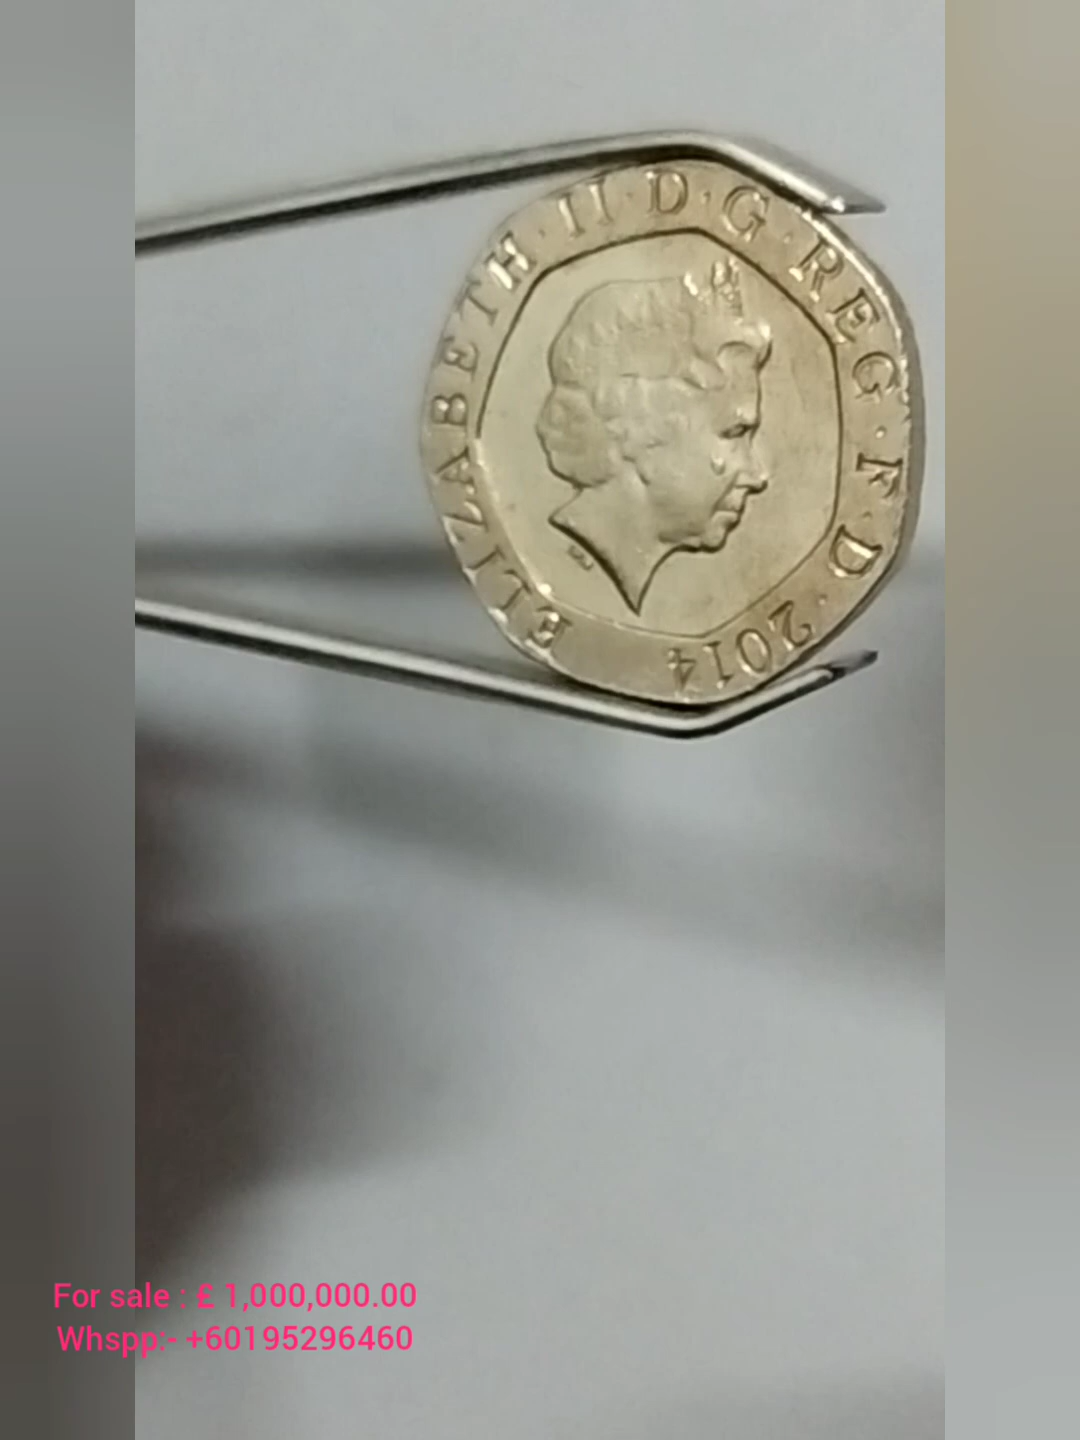 ELIZABETH · II · D · G · REG · F · D · 2014
For sale : £ 1,000,000.00
Whspp:- +60195296460